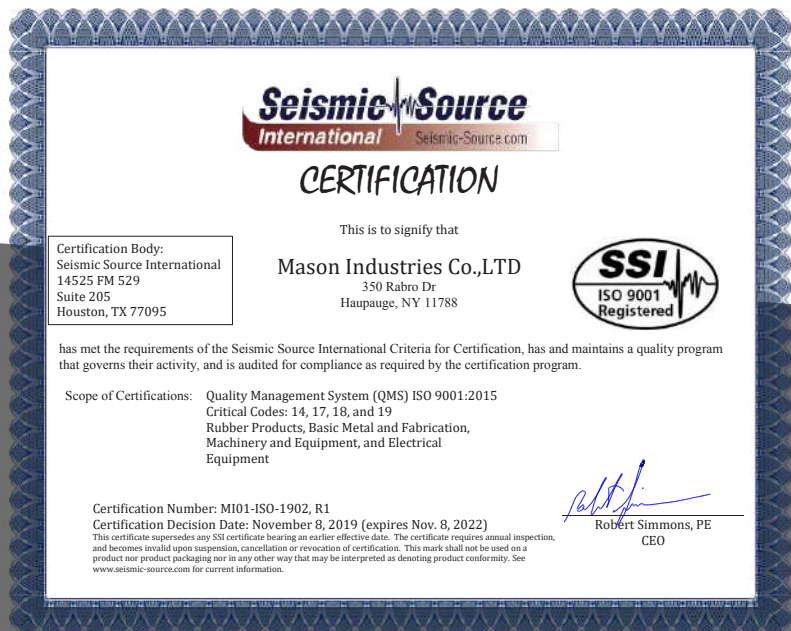 Seismic Source
International Seismic-Source.com
CERTIFICATION
This is to signify that
Certification Body:
Seismic Source International
14525 FM 529
Suite 205
Houston, TX 77095
Mason Industries Co.,LTD
350 Rabro Dr
Haupauge, NY 11788
SSI
ISO 9001
Registered
has met the requirements of the Seismic Source International Criteria for Certification, has and maintains a quality program
that governs their activity, and is audited for compliance as required by the certification program.
Scope of Certifications: Quality Management System (QMS) ISO 9001:2015
Critical Codes: 14, 17, 18, and 19
Rubber Products, Basic Metal and Fabrication,
Machinery and Equipment, and Electrical
Equipment
Certification Number: MI01-ISO-1902, R1
Certification Decision Date: November 8, 2019 (expires Nov. 8, 2022)
This certificate supersedes any SSI certificate bearing an earlier effective date. The certificate requires annual inspection,
and becomes invalid upon suspension, cancellation or revocation of certification. This mark shall not be used on a
product nor product packaging nor in any other way that may be interpreted as denoting product conformity. See
www.seismic-source.com for current information.
Robert Simmons, PE
CEO